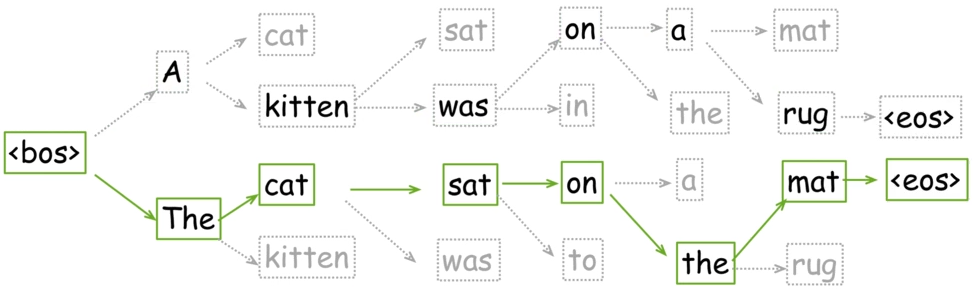 cat sat on a mat
A
kitten was in the rug <eos>
<bos>
cat sat on a mat <eos>
The
kitten was to the rug